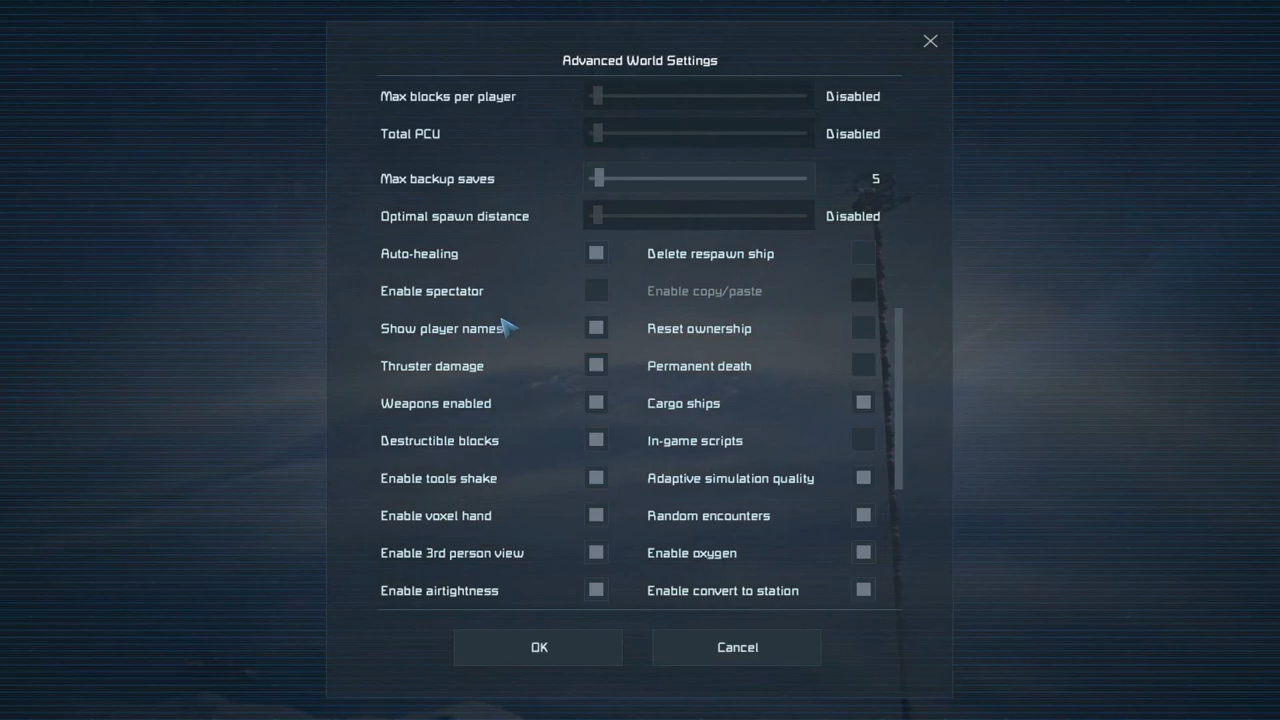 Advanced World Settings
Max blocks per player Disabled
Total PCU Disabled
Max backup saves 5
Optimal spawn distance Disabled
Auto-healing Delete respawn ship
Enable spectator Enable copy/paste
Show player names Reset ownership
Thruster damage Permanent death
Weapons enabled Cargo ships
Destructible blocks In-game scripts
Enable tools shake Adaptive simulation quality
Enable voxel hand Random encounters
Enable 3rd person view Enable oxygen
Enable airtightness Enable convert to station
OK Cancel